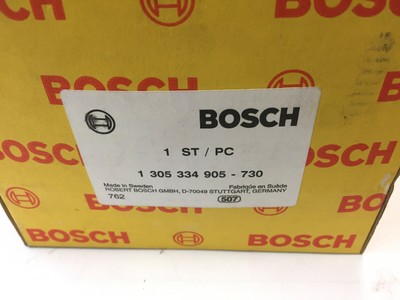 BOSCH
BOSCH
BOSCH
BOSCH
1 ST / PC
1 305 334 905 - 730
Made in Sweden Fabriqué en Suède
ROBERT BOSCH GMBH, D-70049 STUTTGART, GERMANY
762 507
BOSCH
BOSCH